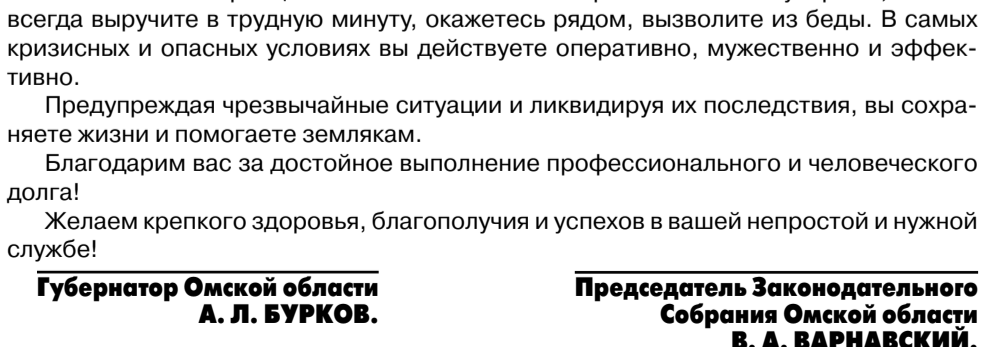 всегда выручите в трудную минуту, окажетесь рядом, вызволите из беды. В самых
кризисных и опасных условиях вы действуете оперативно, мужественно и эффек-
тивно.
Предупреждая чрезвычайные ситуации и ликвидируя их последствия, вы сохра-
няете жизни и помогаете землякам.
Благодарим вас за достойное выполнение профессионального и человеческого
долга!
Желаем крепкого здоровья, благополучия и успехов в вашей непростой и нужной
службе!
Губернатор Омской области
А. Л. БУРКОВ.
Председатель Законодательного
Собрания Омской области
В. А. ВАРНАВСКИЙ.